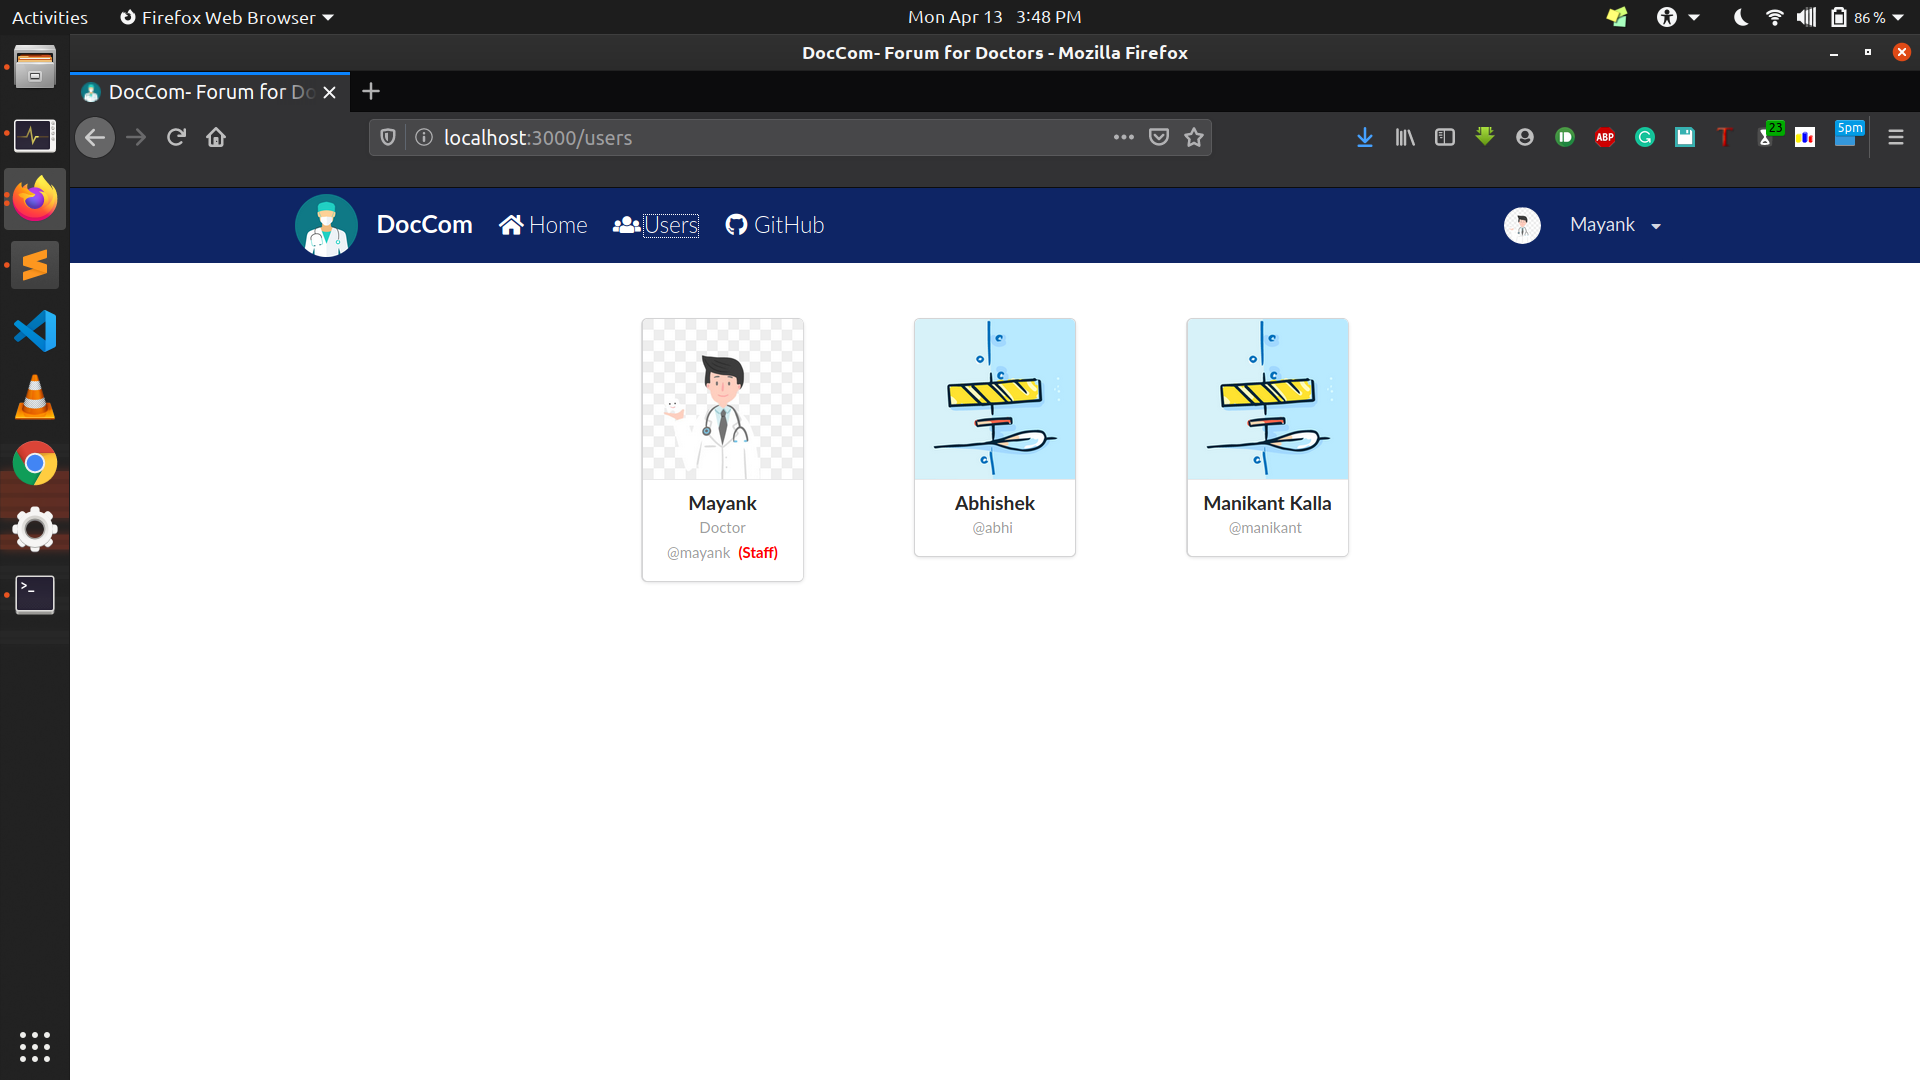 Activities
Firefox Web Browser
Mon Apr 13 3:48 PM
86 %
DocCom- Forum for Doctors - Mozilla Firefox
DocCom- Forum for Do
localhost:3000/users
ABP
23
5pm
DocCom
Home
Users
GitHub
Mayank
Mayank
Doctor
@mayank (Staff)
Abhishek
@abhi
Manikant Kalla
@manikant